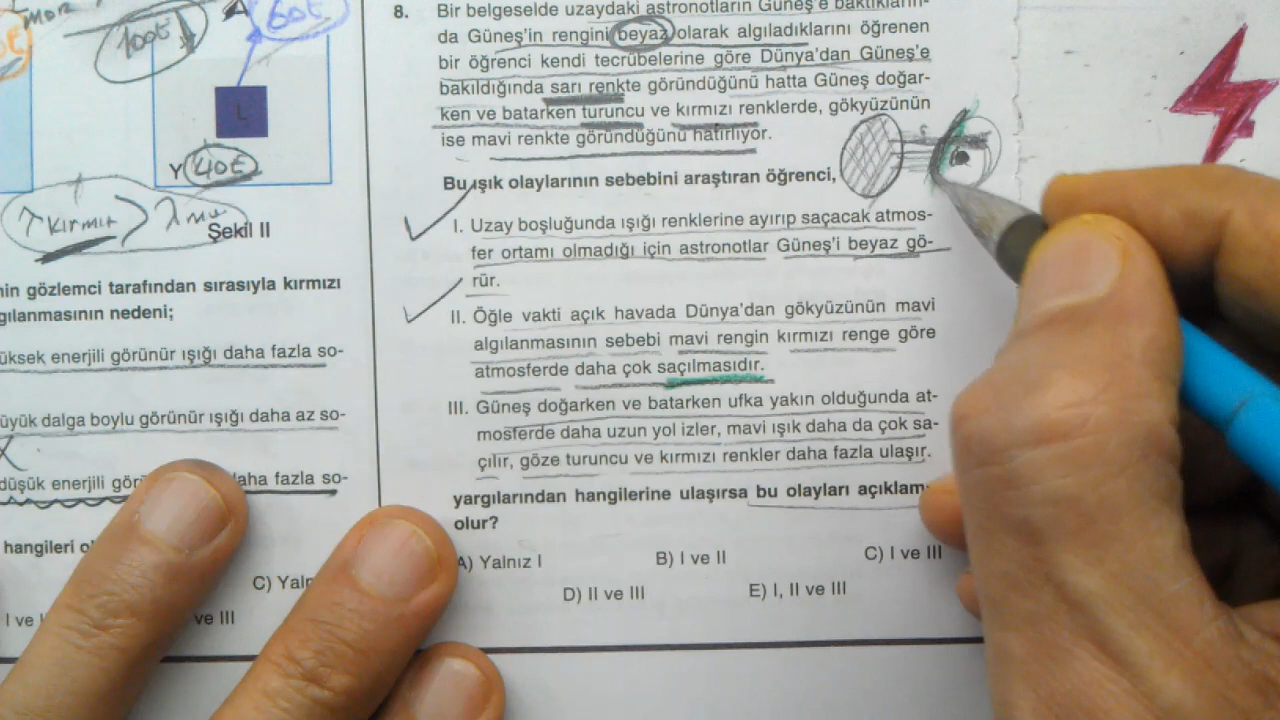 100E
60E
L
Y 40E
Şekil II
nin gözlemci tarafından sırasıyla kırmızı
gılanmasının nedeni;
üksek enerjili görünür ışığı daha fazla so-
üyük dalga boylu görünür ışığı daha az so-
düşük enerjili gör daha fazla so-
hangileri
C) Yaln
I ve
ve III
8. Bir belgeselde uzaydaki astronotların Güneş'e baktıkların-
da Güneş'in rengini beyaz olarak algıladıklarını öğrenen
bir öğrenci kendi tecrübelerine göre Dünya'dan Güneş'e
bakıldığında sarı renkte göründüğünü hatta Güneş doğar-
ken ve batarken turuncu ve kırmızı renklerde, gökyüzünün
ise mavi renkte göründüğünü hatırlıyor.
Bu ışık olaylarının sebebini araştıran öğrenci,
I. Uzay boşluğunda ışığı renklerine ayırıp saçacak atmos-
fer ortamı olmadığı için astronotlar Güneş'i beyaz gö-
rür.
II. Öğle vakti açık havada Dünya'dan gökyüzünün mavi
algılanmasının sebebi mavi rengin kırmızı renge göre
atmosferde daha çok saçılmasıdır.
III. Güneş doğarken ve batarken ufka yakın olduğunda at-
mosferde daha uzun yol izler, mavi ışık daha da çok sa-
çılır, göze turuncu ve kırmızı renkler daha fazla ulaşır.
yargılarından hangilerine ulaşırsa bu olayları açıklam
olur?
A) Yalnız I B) I ve II C) I ve III
D) II ve III E) I, II ve III